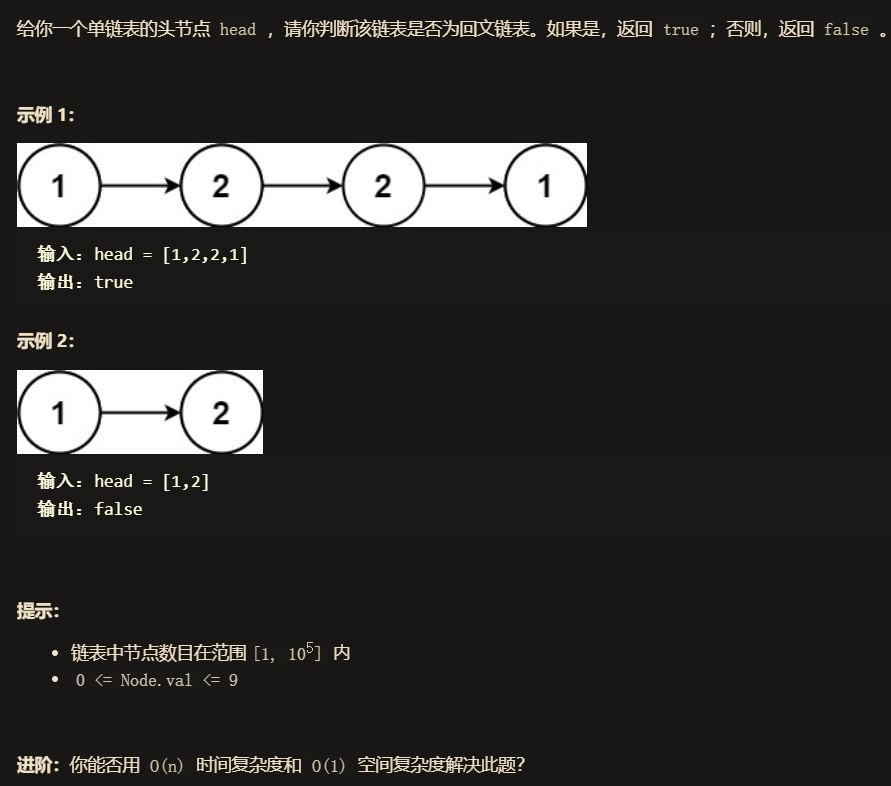 给你一个单链表的头节点 head ，请你判断该链表是否为回文链表。如果是，返回 true ；否则，返回 false 。
示例 1：
1 2 2 1
输入：head = [1,2,2,1]
输出：true
示例 2：
1 2
输入：head = [1,2]
输出：false
提示：
• 链表中节点数目在范围[1, 10⁵] 内
• 0 <= Node.val <= 9
进阶：你能否用 O(n) 时间复杂度和 O(1) 空间复杂度解决此题？